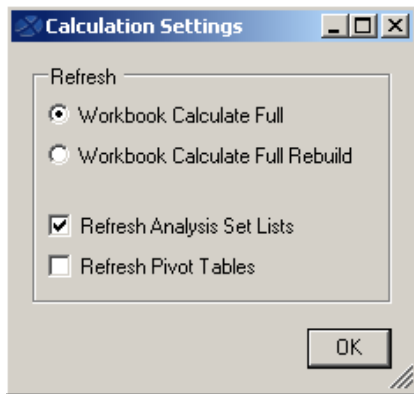 Calculation Settings
Refresh
Workbook Calculate Full
Workbook Calculate Full Rebuild
Refresh Analysis Set Lists
Refresh Pivot Tables
OK